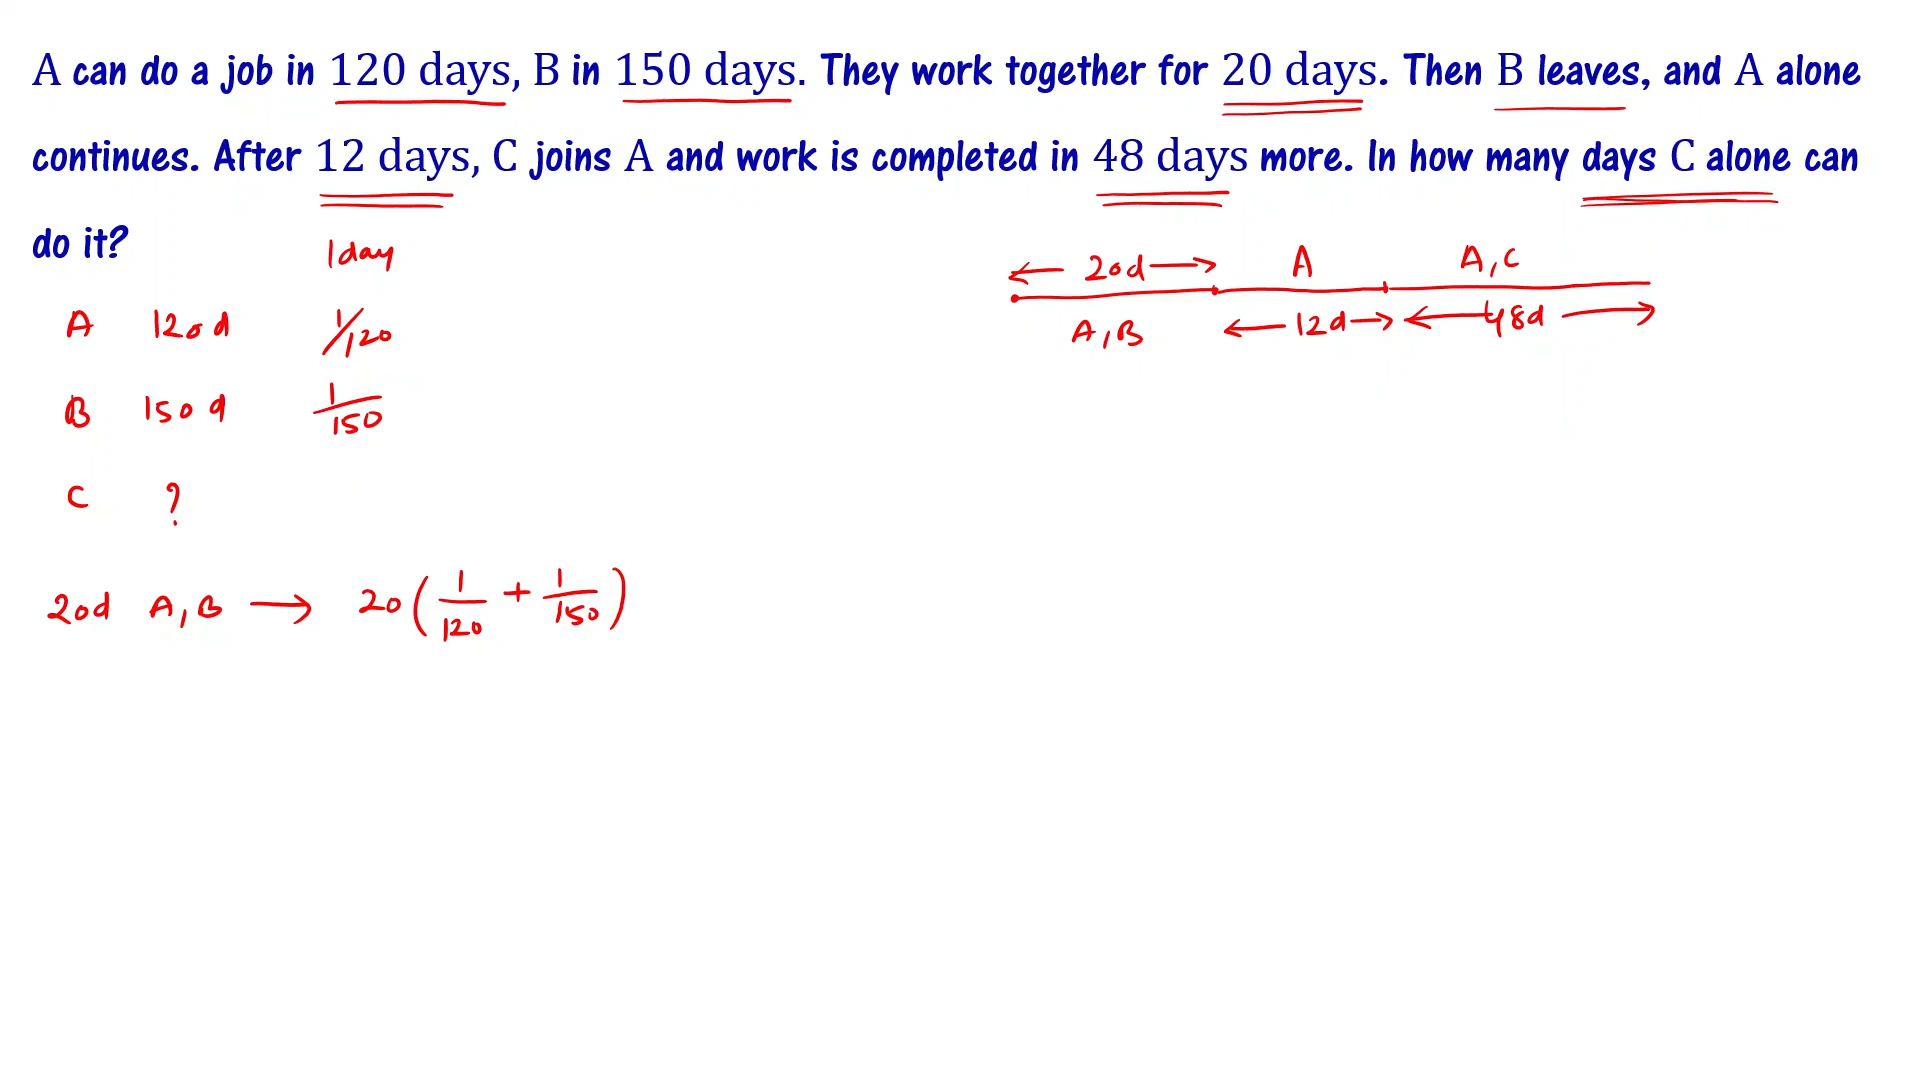 A can do a job in 120 days, B in 150 days. They work together for 20 days. Then B leaves, and A alone
continues. After 12 days, C joins A and work is completed in 48 days more. In how many days C alone can
do it?
1day
A 120d 1/120
B 150d 1/150
C ?
20d A, B → 20(1/120 + 1/150)
← 20d → A A, C
A, B ← 12d → ← 48d →